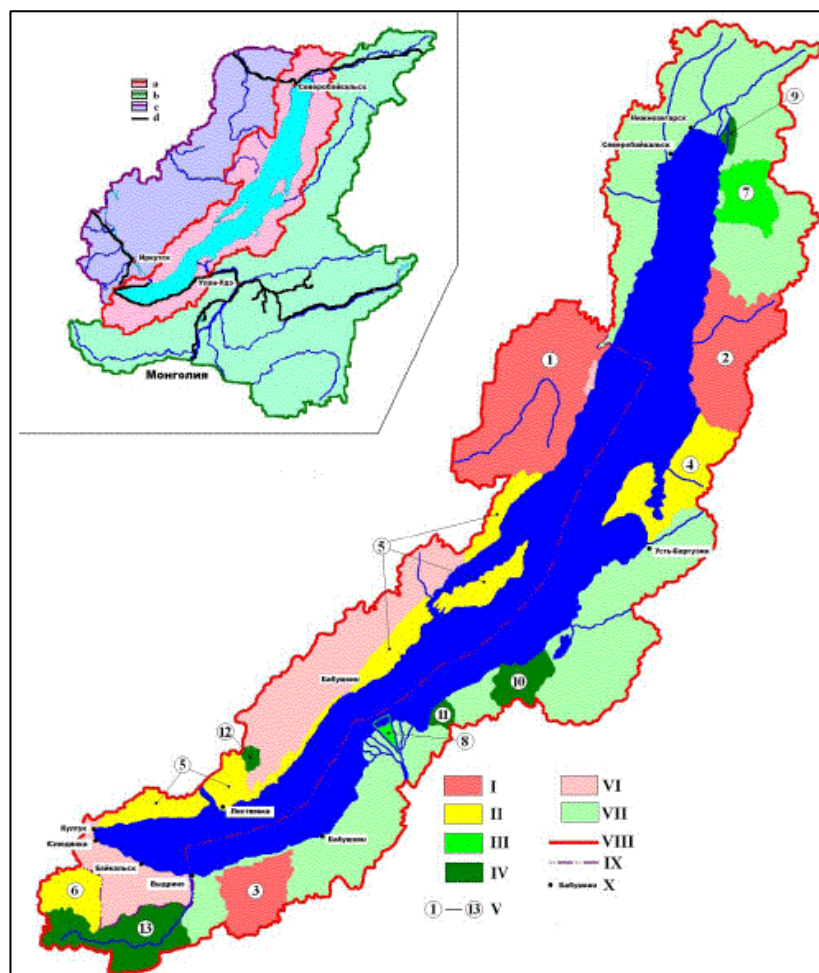 a
b
c
d
Северобайкальск
Иркутск
Улан-Удэ
Монголия
Нижнеангарск
Северобайкальск
9
7
1
2
4
5
Усть-Баргузин
Бабушкин
10
11
8
12
5
Листвянка
Култук
Слюдянка
Байкальск
Выдрино
Бабушкин
6
3
13
I
II
III
IV
1 — 13 V
VI
VII
VIII
IX
Бабушкин X